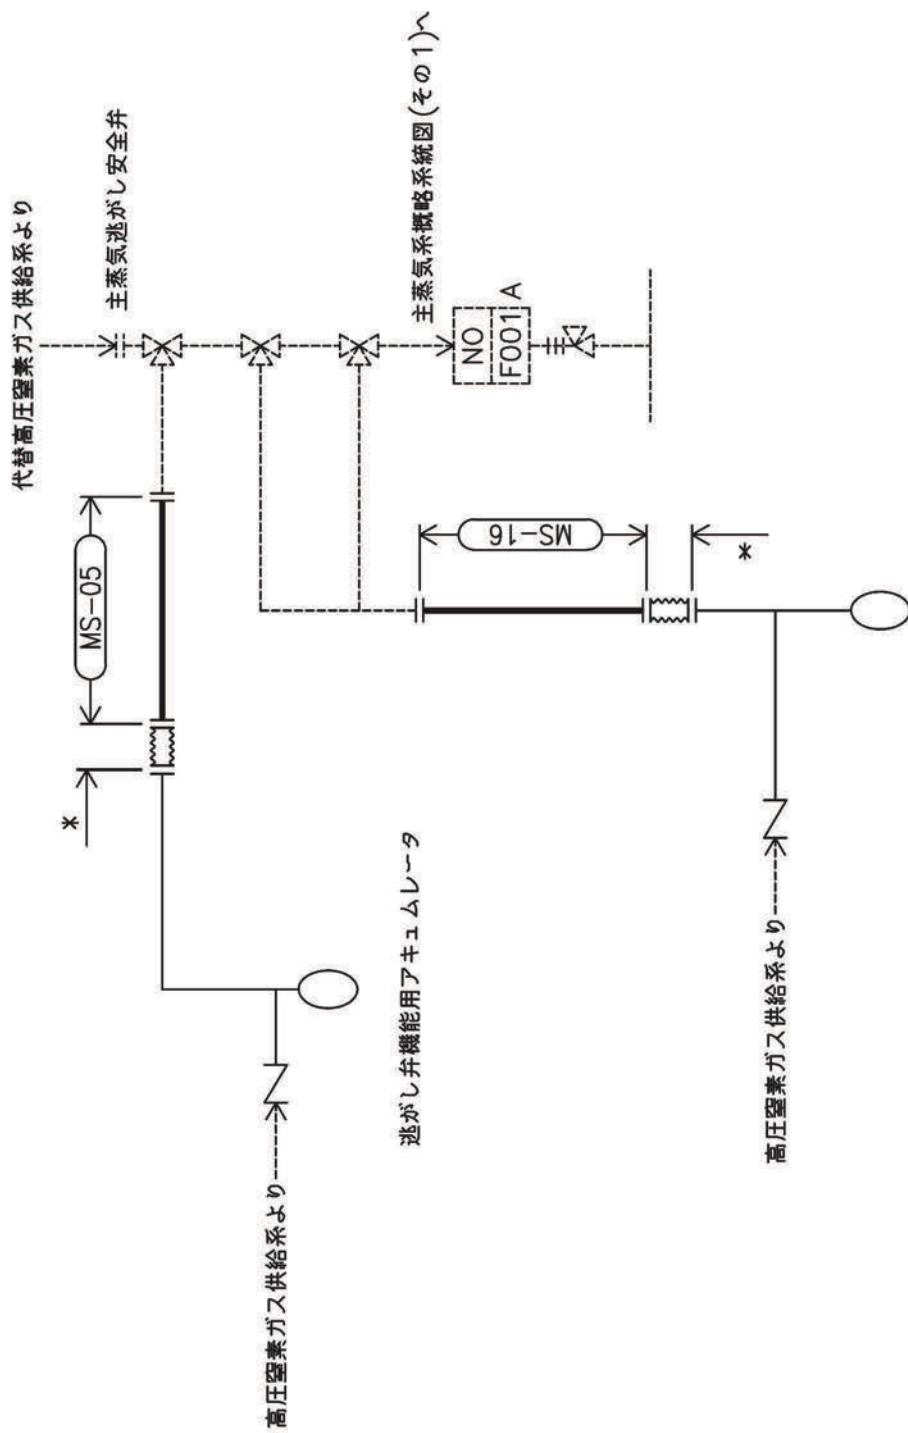 代替高圧窒素ガス供給系より
主蒸気逃がし安全弁
MS-05
*
主蒸気系概略系統図(その1)へ
NO
F001
A
MS-16
*
逃がし弁機能用アキュムレータ
高圧窒素ガス供給系より
高圧窒素ガス供給系より